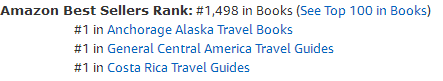 Amazon Best Sellers Rank: #1,498 in Books (See Top 100 in Books)
#1 in Anchorage Alaska Travel Books
#1 in General Central America Travel Guides
#1 in Costa Rica Travel Guides